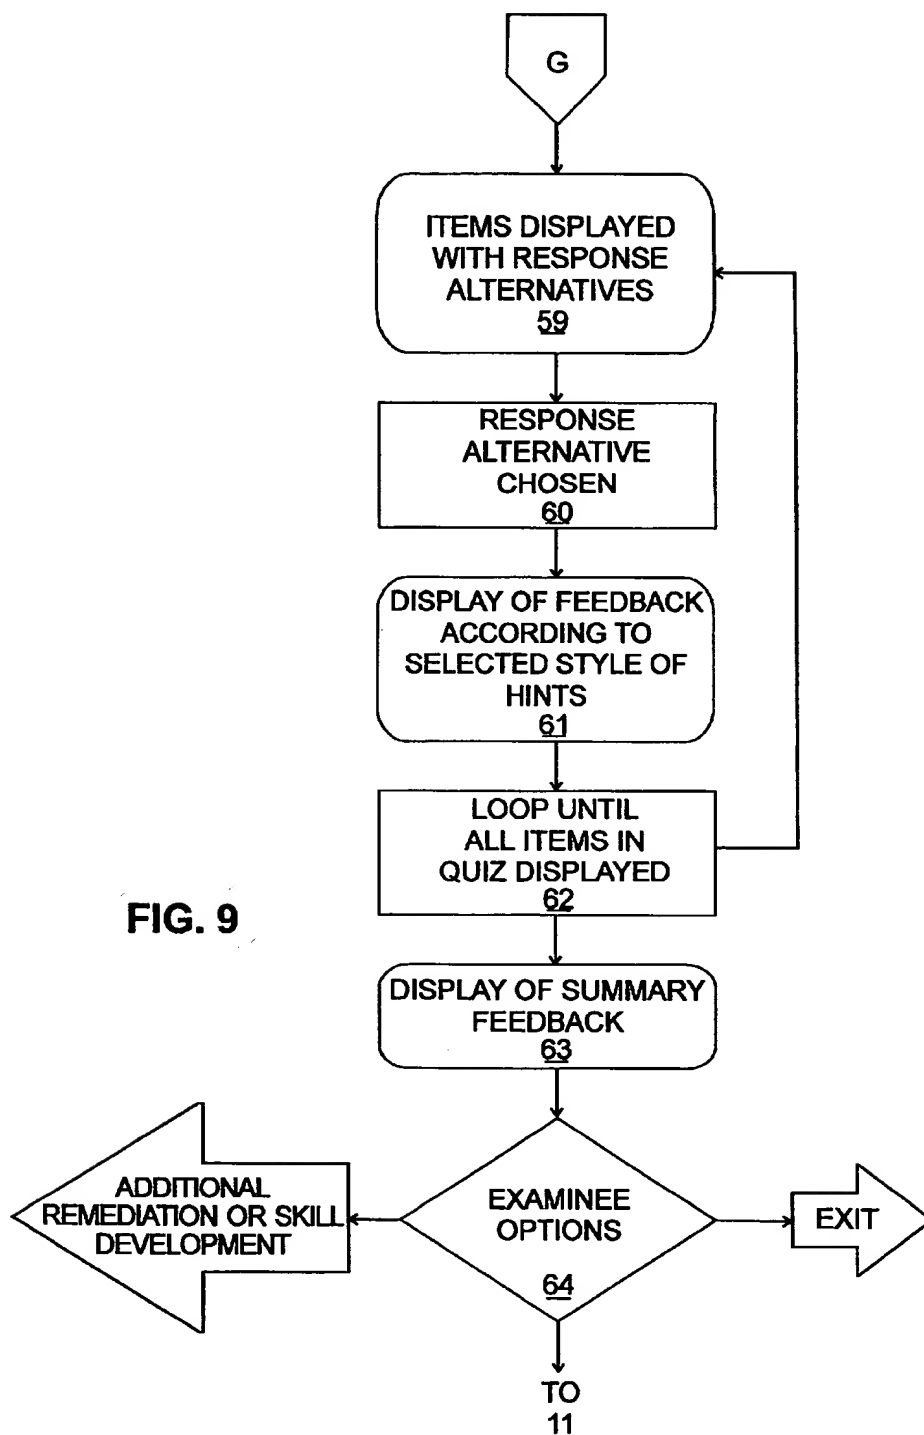 G
ITEMS DISPLAYED
WITH RESPONSE
ALTERNATIVES
59
RESPONSE
ALTERNATIVE
CHOSEN
60
DISPLAY OF FEEDBACK
ACCORDING TO
SELECTED STYLE OF
HINTS
61
LOOP UNTIL
ALL ITEMS IN
QUIZ DISPLAYED
62
FIG. 9
DISPLAY OF SUMMARY
FEEDBACK
63
ADDITIONAL
REMEDIATION OR SKILL
DEVELOPMENT
EXAMINEE
OPTIONS
64
EXIT
TO
11